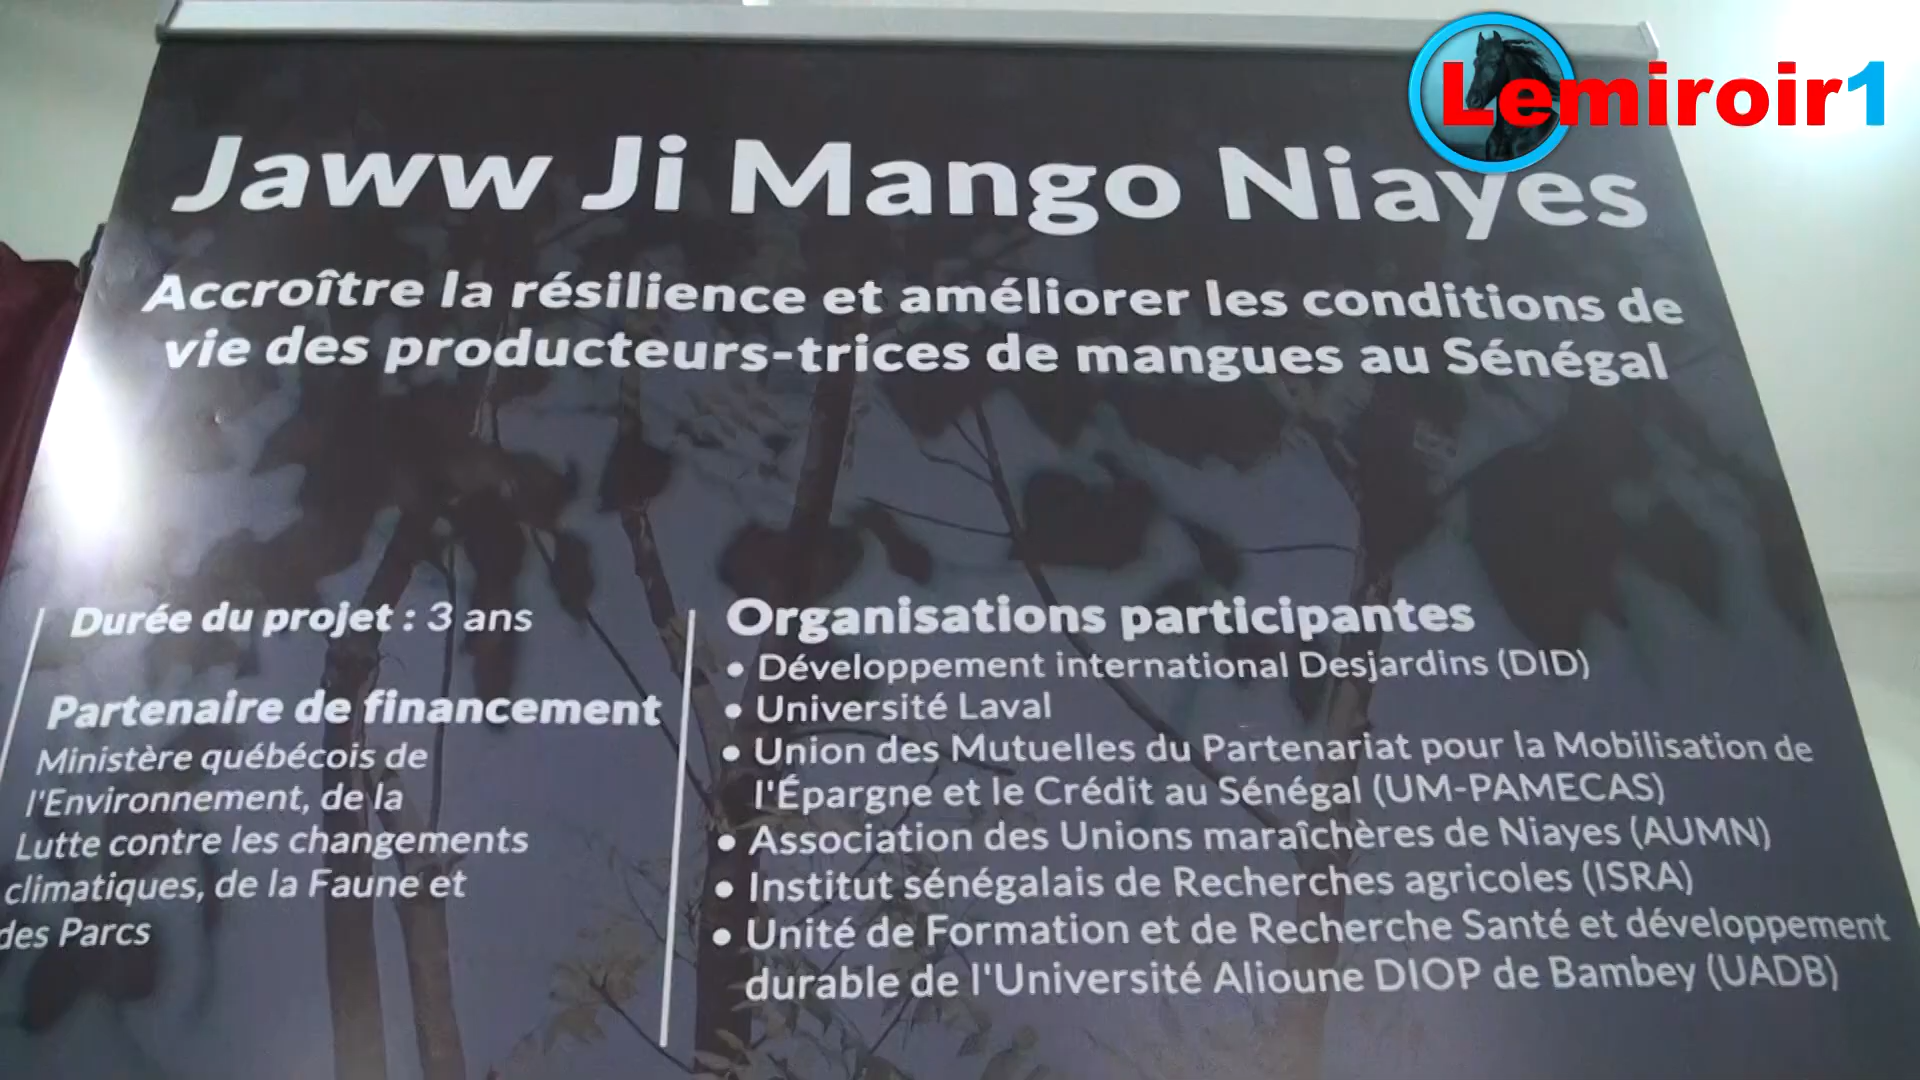 Lemiroir1
Jaww Ji Mango Niayes
Accroître la résilience et améliorer les conditions de
vie des producteurs-trices de mangues au Sénégal
Durée du projet : 3 ans
Partenaire de financement
Ministère québécois de
l'Environnement, de la
Lutte contre les changements
climatiques, de la Faune et
des Parcs
Organisations participantes
• Développement international Desjardins (DID)
• Université Laval
• Union des Mutuelles du Partenariat pour la Mobilisation de
l'Épargne et le Crédit au Sénégal (UM-PAMECAS)
• Association des Unions maraîchères de Niayes (AUMN)
• Institut sénégalais de Recherches agricoles (ISRA)
• Unité de Formation et de Recherche Santé et développement
durable de l'Université Alioune DIOP de Bambey (UADB)